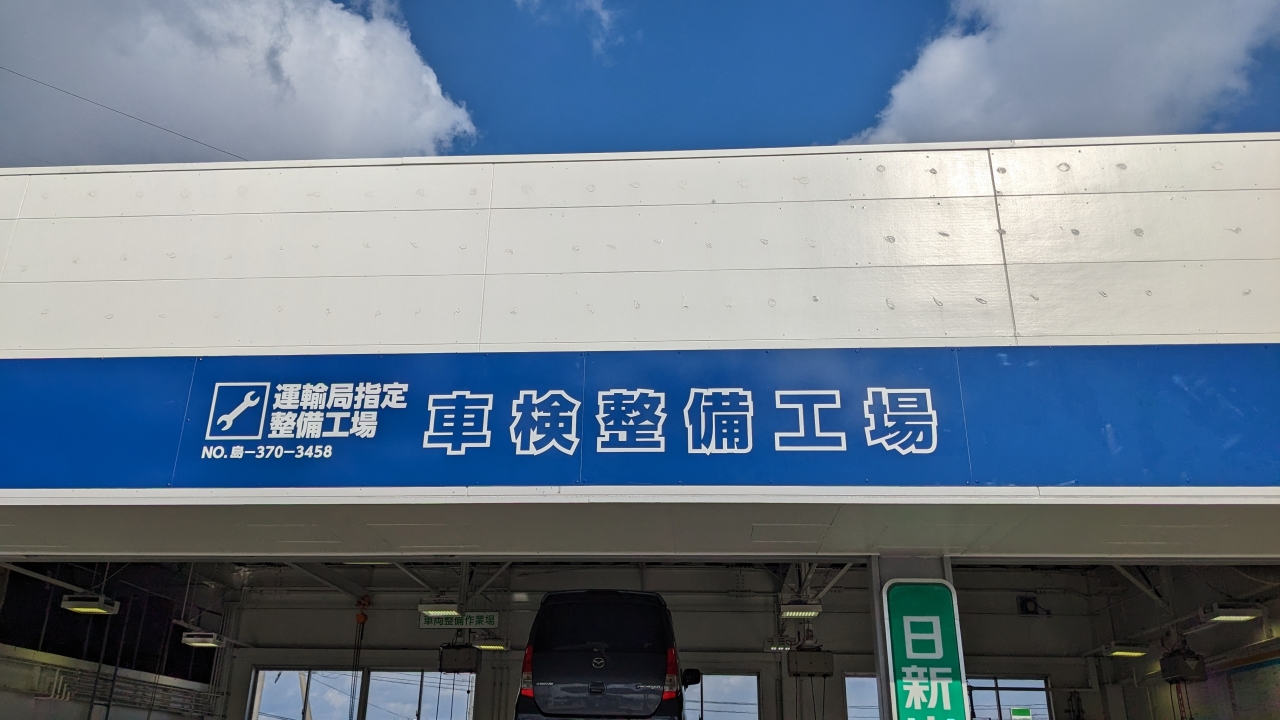 運輸局指定
整備工場
NO.島-370-3458
車検整備工場
車両整備作業場
日新